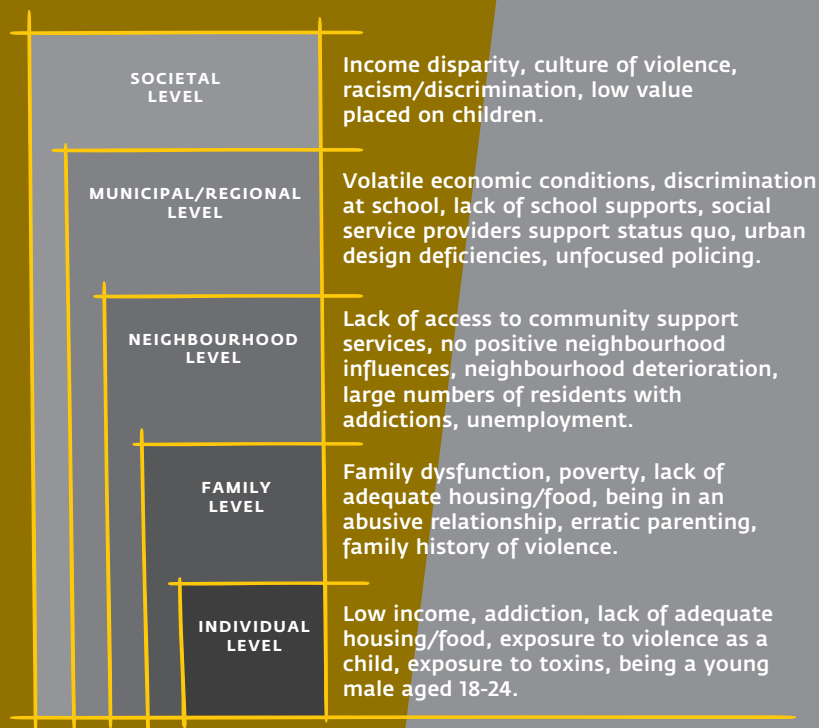 SOCIETAL
LEVEL
Income disparity, culture of violence,
racism/discrimination, low value
placed on children.
MUNICIPAL/REGIONAL
LEVEL
Volatile economic conditions, discrimination
at school, lack of school supports, social
service providers support status quo, urban
design deficiencies, unfocused policing.
NEIGHBOURHOOD
LEVEL
Lack of access to community support
services, no positive neighbourhood
influences, neighbourhood deterioration,
large numbers of residents with
addictions, unemployment.
FAMILY
LEVEL
Family dysfunction, poverty, lack of
adequate housing/food, being in an
abusive relationship, erratic parenting,
family history of violence.
INDIVIDUAL
LEVEL
Low income, addiction, lack of adequate
housing/food, exposure to violence as a
child, exposure to toxins, being a young
male aged 18-24.